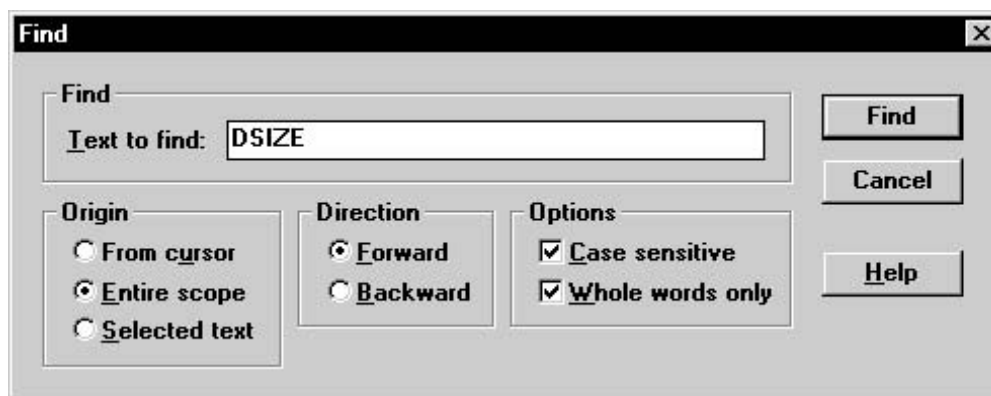 Find
Find
Text to find: DSIZE
Find
Cancel
Origin
From cursor
Entire scope
Selected text
Direction
Forward
Backward
Options
Case sensitive
Whole words only
Help